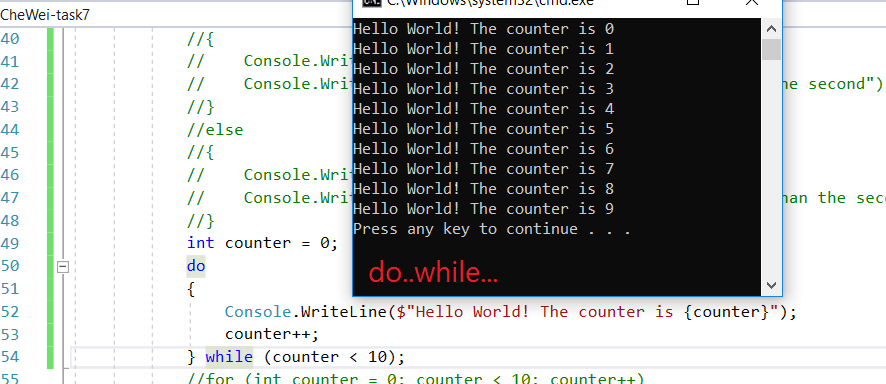 C:\Windows\system32\cmd.exe
CheWei-task7
Hello World! The counter is 0
Hello World! The counter is 1
Hello World! The counter is 2
Hello World! The counter is 3
Hello World! The counter is 4
Hello World! The counter is 5
Hello World! The counter is 6
Hello World! The counter is 7
Hello World! The counter is 8
Hello World! The counter is 9
Press any key to continue . . .
do..while...
40 //{
41 // Console.Wri
42 // Console.Wri he second")
43 //}
44 //else
45 //{
46 // Console.Wri
47 // Console.Wri han the seco
48 //}
49 int counter = 0;
50 do
51 {
52 Console.WriteLine($"Hello World! The counter is {counter}");
53 counter++;
54 } while (counter < 10);
55 //for (int counter = 0; counter < 10; counter++)